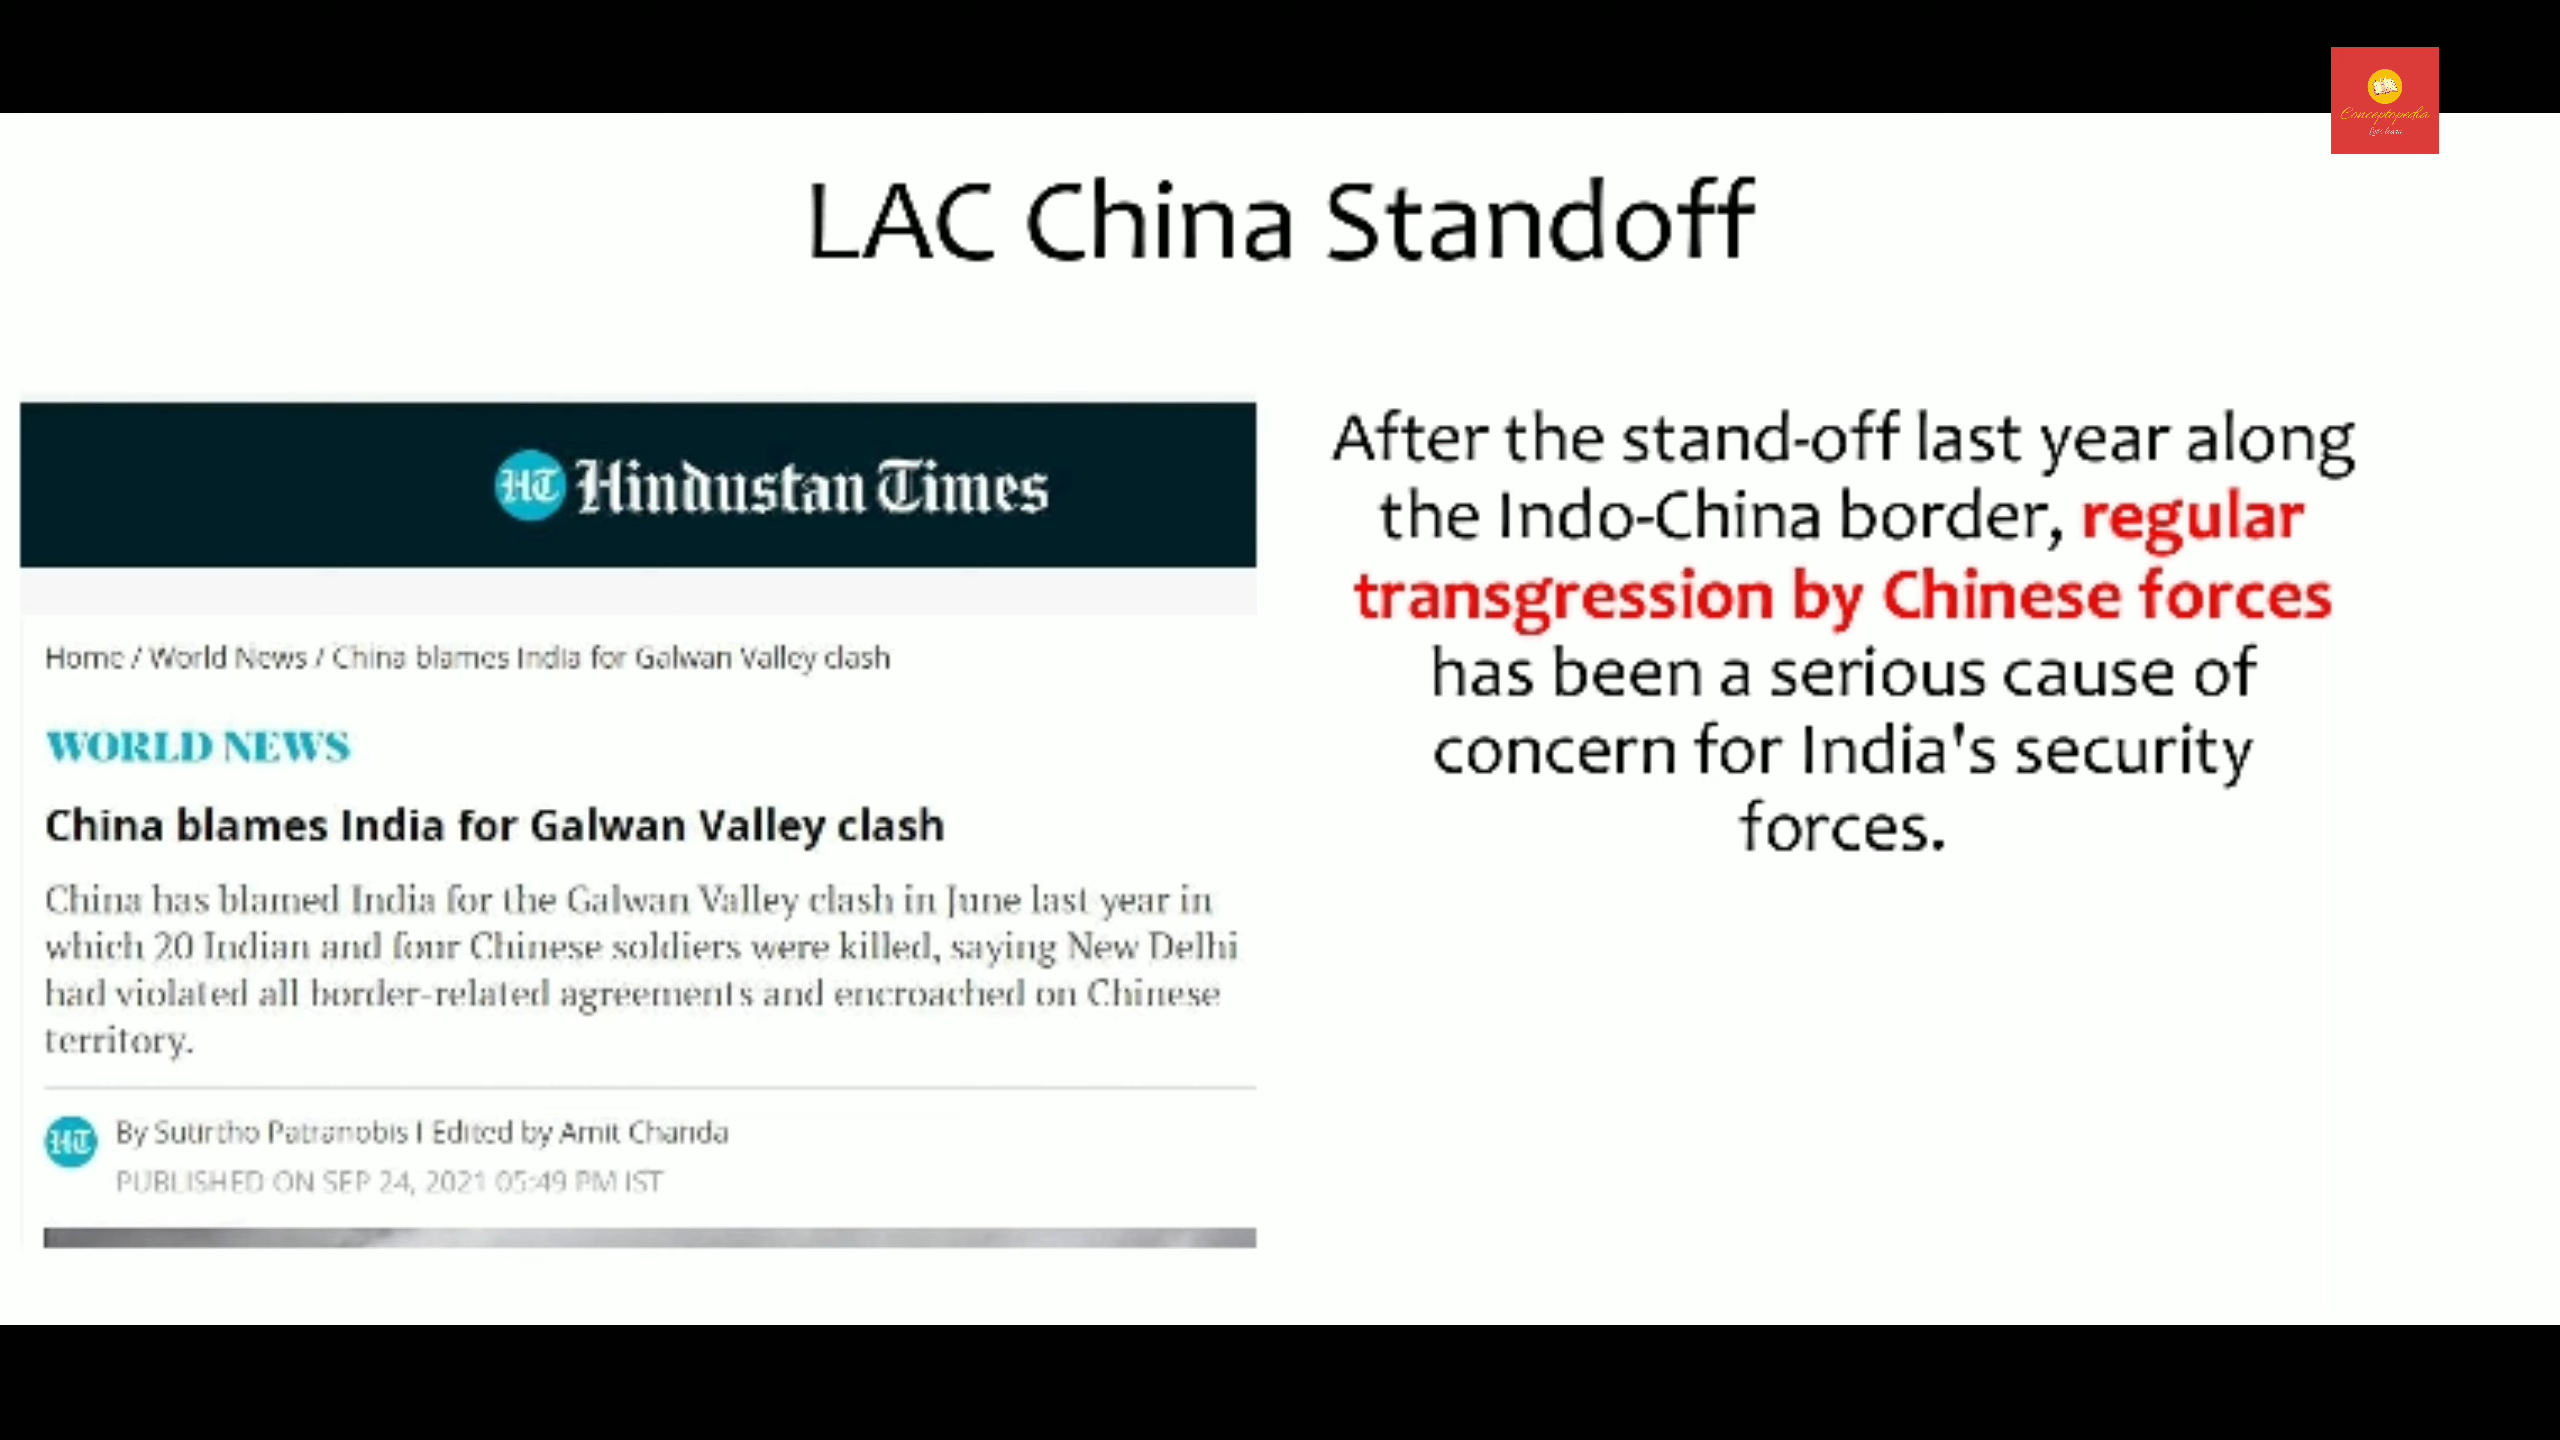 Conceptopedia
LAC China Standoff
HT Hindustan Times
Home / World News / China blames India for Galwan Valley clash
WORLD NEWS
China blames India for Galwan Valley clash
China has blamed India for the Galwan Valley clash in June last year in
which 20 Indian and four Chinese soldiers were killed, saying New Delhi
had violated all border-related agreements and encroached on Chinese
territory.
HT
By Sutirtho Patranobis I Edited by Amit Chanda
PUBLISHED ON SEP 24, 2021 05:49 PM IST
After the stand-off last year along
the Indo-China border, regular
transgression by Chinese forces
has been a serious cause of
concern for India's security
forces.